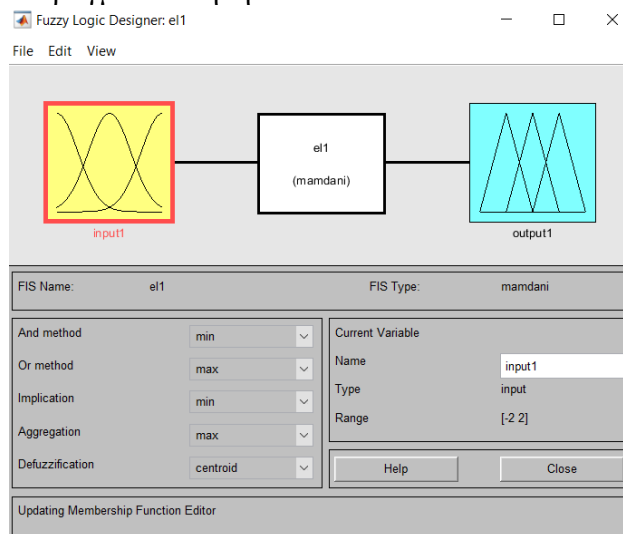 Fuzzy Logic Designer: el1
File Edit View
el1
(mamdani)
input1
output1
FIS Name: el1 FIS Type: mamdani
And method min
Or method max
Implication min
Aggregation max
Defuzzification centroid
Current Variable
Name input1
Type input
Range [-2 2]
Help Close
Updating Membership Function Editor